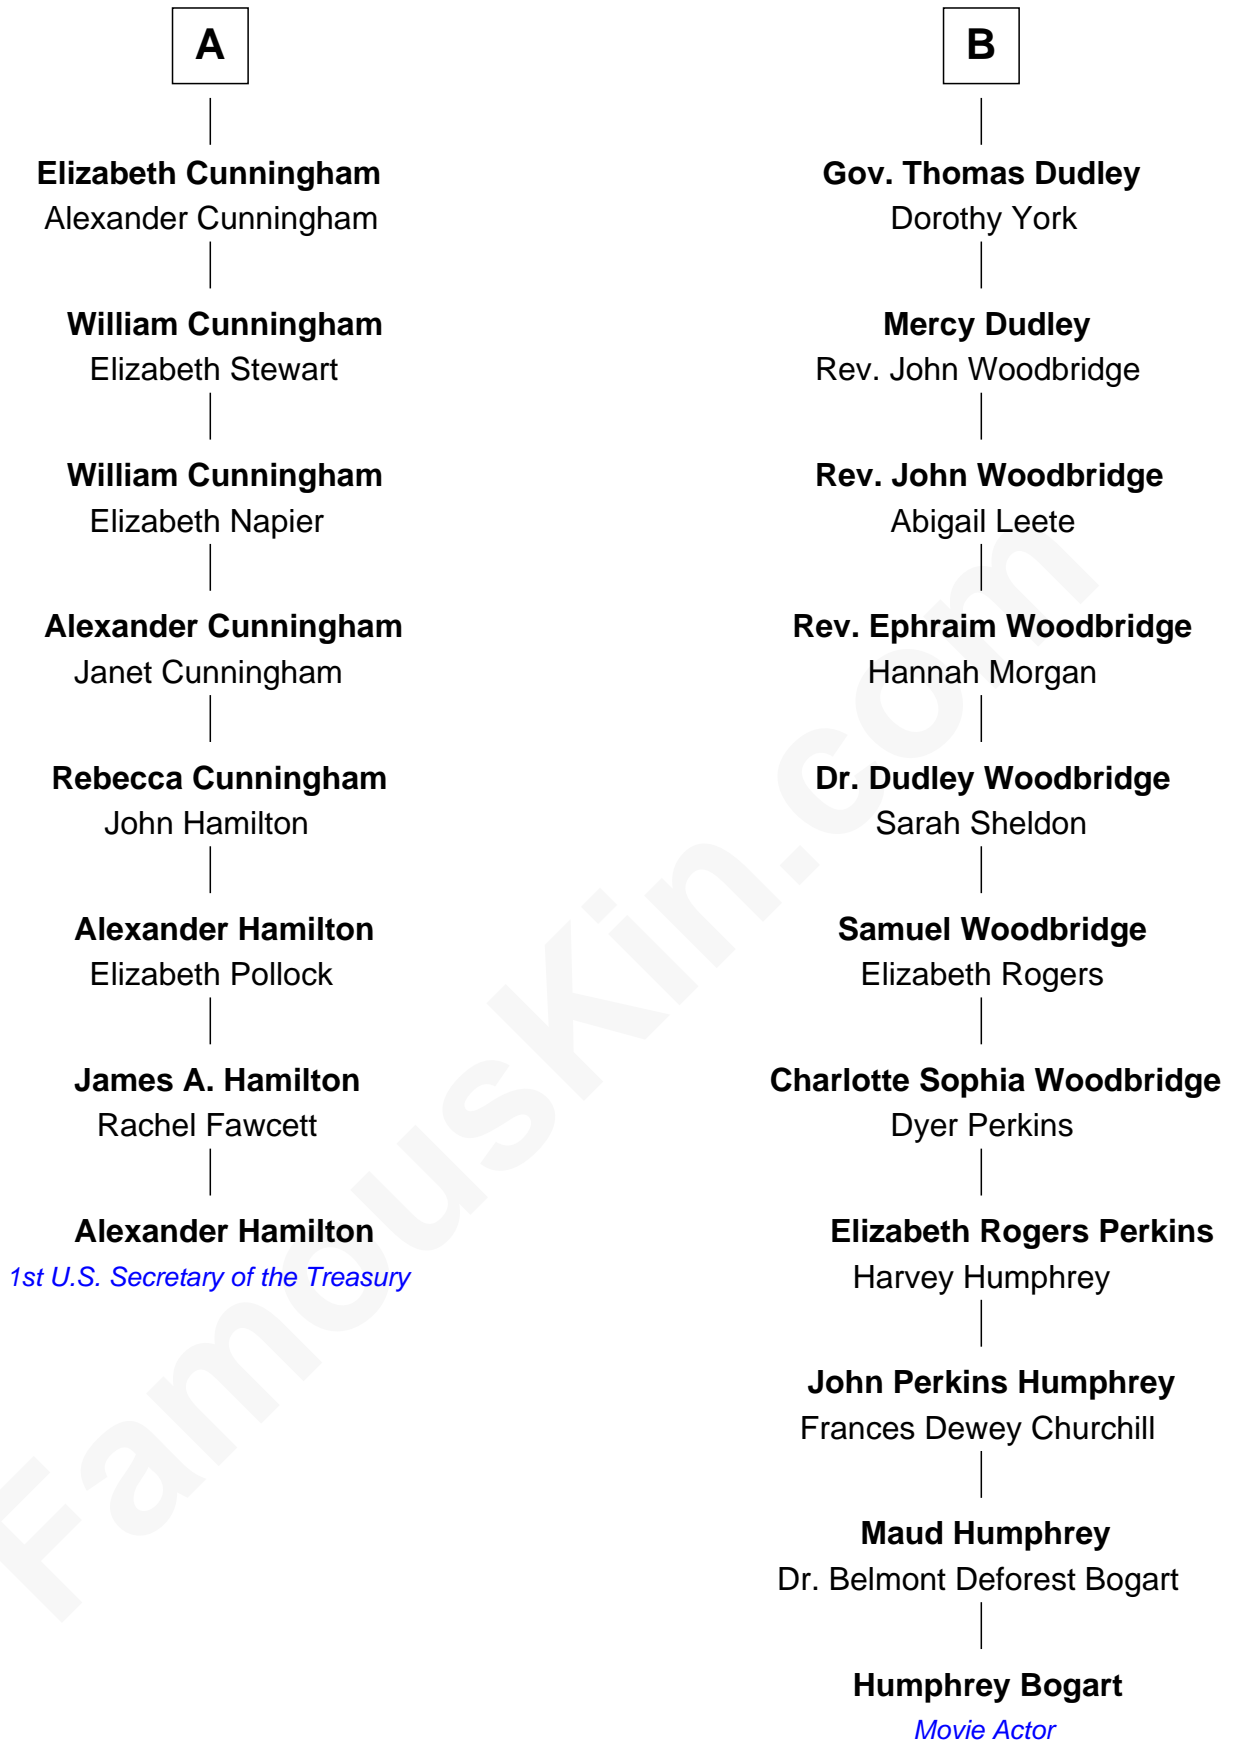 A
Elizabeth Cunningham
Alexander Cunningham
William Cunningham
Elizabeth Stewart
William Cunningham
Elizabeth Napier
Alexander Cunningham
Janet Cunningham
Rebecca Cunningham
John Hamilton
Alexander Hamilton
Elizabeth Pollock
James A. Hamilton
Rachel Fawcett
Alexander Hamilton
1st U.S. Secretary of the Treasury
B
Gov. Thomas Dudley
Dorothy York
Mercy Dudley
Rev. John Woodbridge
Rev. John Woodbridge
Abigail Leete
Rev. Ephraim Woodbridge
Hannah Morgan
Dr. Dudley Woodbridge
Sarah Sheldon
Samuel Woodbridge
Elizabeth Rogers
Charlotte Sophia Woodbridge
Dyer Perkins
Elizabeth Rogers Perkins
Harvey Humphrey
John Perkins Humphrey
Frances Dewey Churchill
Maud Humphrey
Dr. Belmont Deforest Bogart
Humphrey Bogart
Movie Actor
FamousKin.com